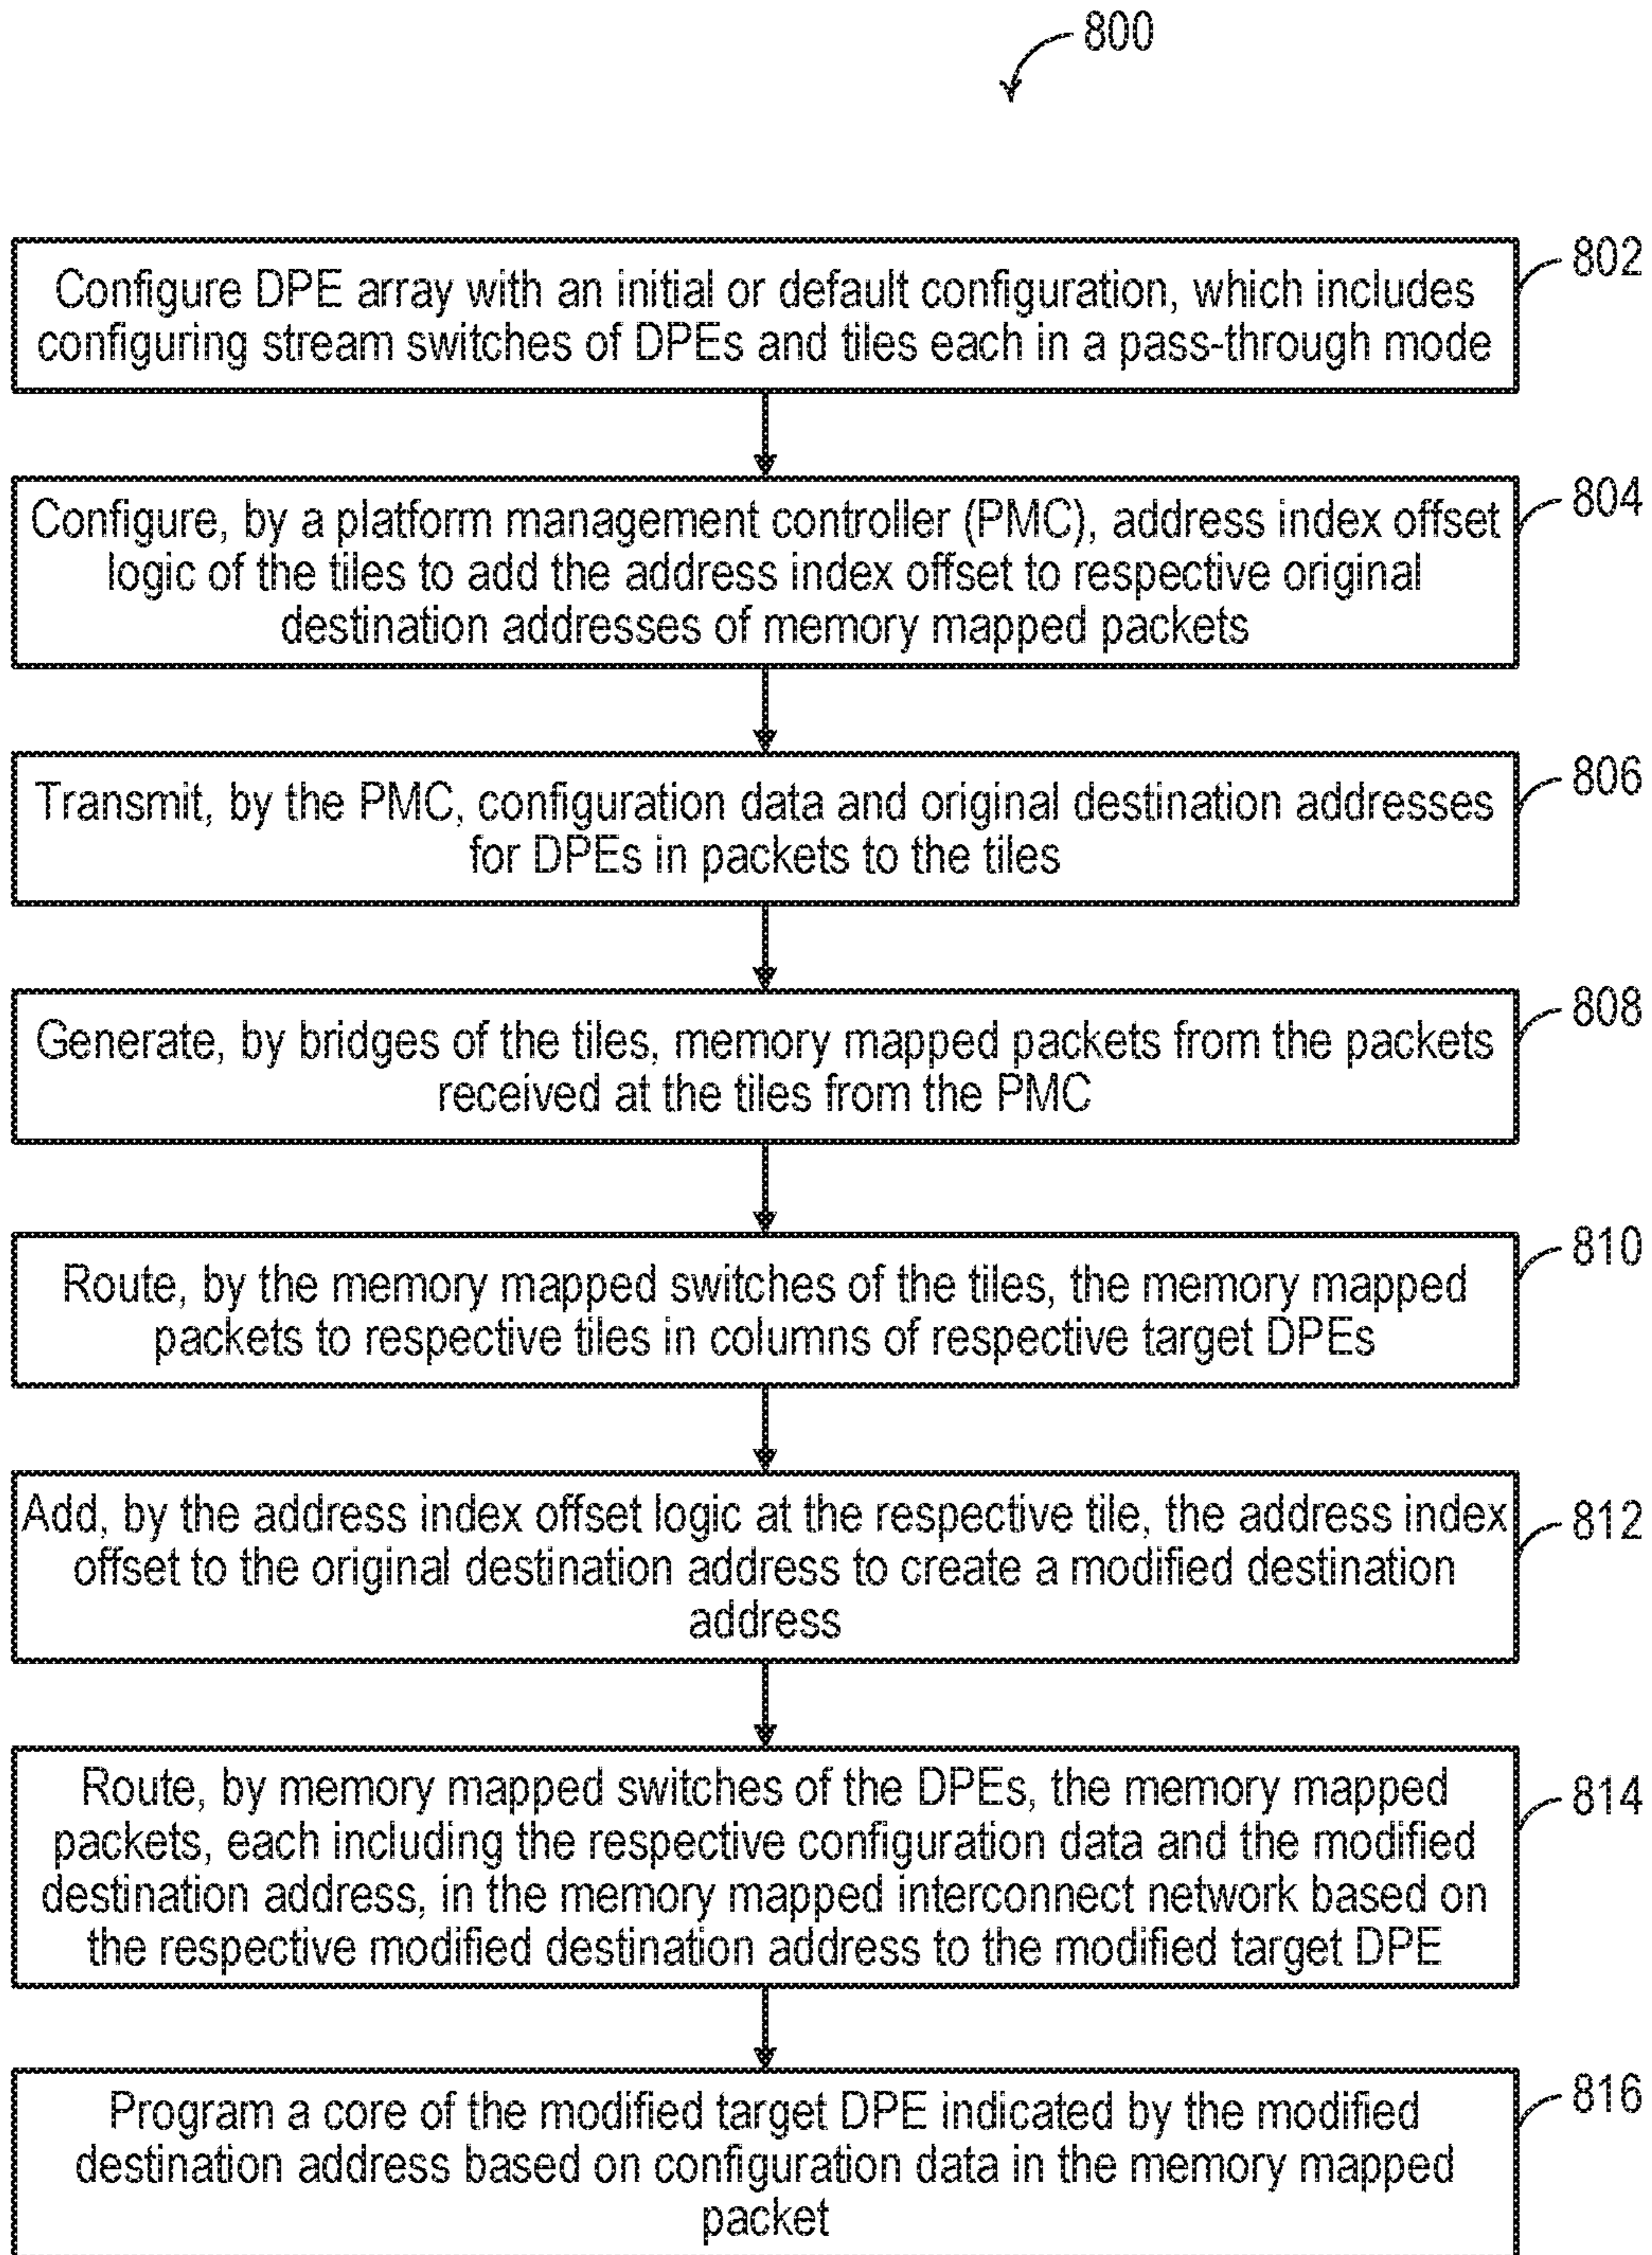 800
802
Configure DPE array with an initial or default configuration, which includes
configuring stream switches of DPEs and tiles each in a pass-through mode
804
Configure, by a platform management controller (PMC), address index offset
logic of the tiles to add the address index offset to respective original
destination addresses of memory mapped packets
806
Transmit, by the PMC, configuration data and original destination addresses
for DPEs in packets to the tiles
808
Generate, by bridges of the tiles, memory mapped packets from the packets
received at the tiles from the PMC
810
Route, by the memory mapped switches of the tiles, the memory mapped
packets to respective tiles in columns of respective target DPEs
812
Add, by the address index offset logic at the respective tile, the address index
offset to the original destination address to create a modified destination
address
814
Route, by memory mapped switches of the DPEs, the memory mapped
packets, each including the respective configuration data and the modified
destination address, in the memory mapped interconnect network based on
the respective modified destination address to the modified target DPE
816
Program a core of the modified target DPE indicated by the modified
destination address based on configuration data in the memory mapped
packet